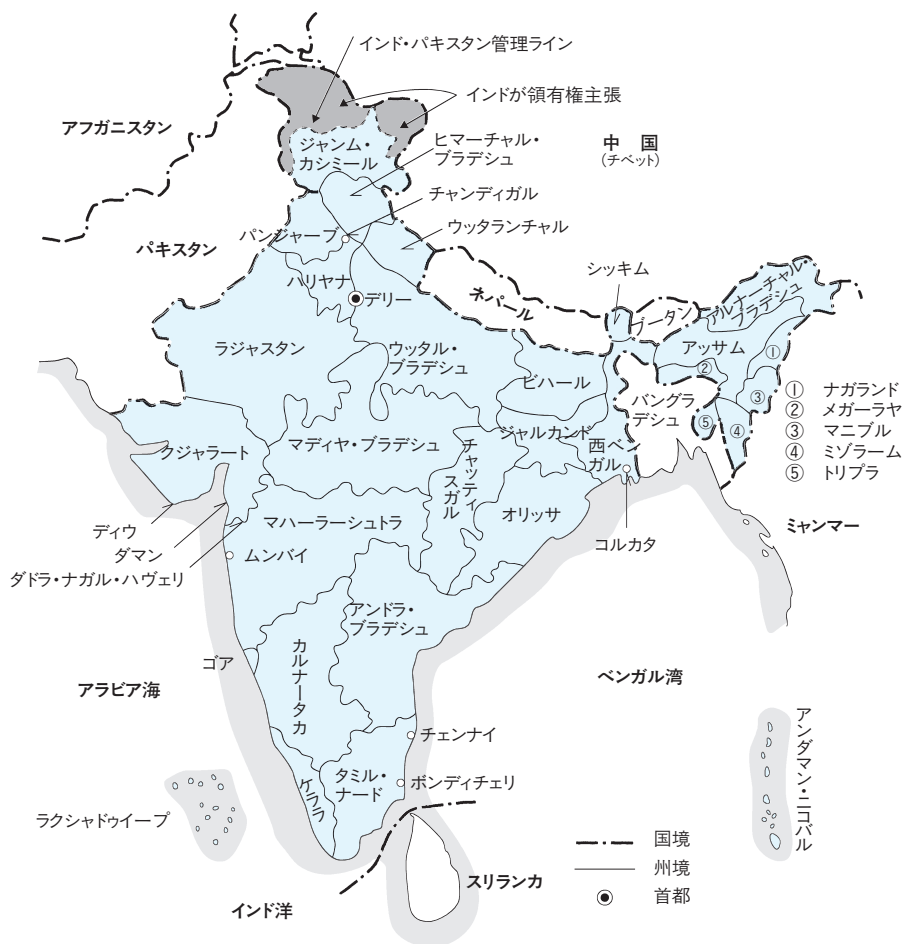 インド・パキスタン管理ライン
インドが領有権主張
アフガニスタン
中 国
(チベット)
ジャンム・
カシミール
ヒマーチャル・
プラデシュ
チャンディガル
パンジャーブ
ウッタランチャル
パキスタン
ハリヤナ
デリー
ネパール
シッキム
ブータン
アルナーチャル・
プラデシュ
ラジャスタン
ウッタル・
プラデシュ
アッサム
ビハール
バングラ
デシュ
①
②
③
④
⑤
① ナガランド
② メガーラヤ
③ マニプル
④ ミゾラーム
⑤ トリプラ
クジャラート
マディヤ・プラデシュ
ジャルカンド
チャッティ
スガル
西ベン
ガル
オリッサ
コルカタ
ミャンマー
ディウ
ダマン
ダドラ・ナガル・ハヴェリ
マハーラーシュトラ
ムンバイ
アンドラ・
プラデシュ
カルナータカ
ゴア
アラビア海
ベンガル湾
チェンナイ
タミル・
ナード
ポンディチェリ
ケララ
ラクシャドゥイープ
アンダマン・ニコバル
スリランカ
インド洋
国境
州境
首都